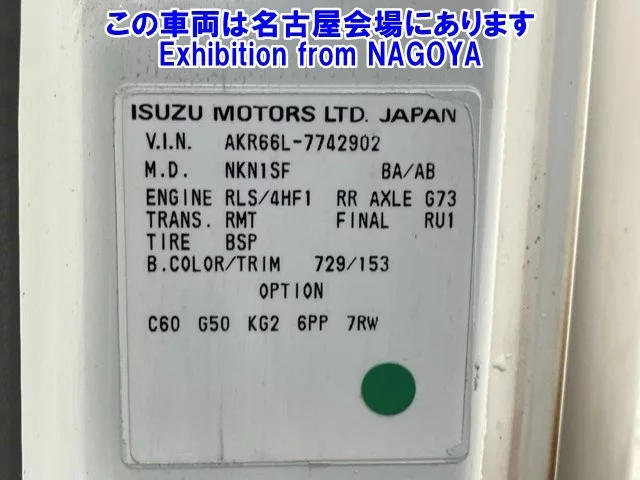 この車両は名古屋会場にあります
Exhibition from NAGOYA
ISUZU MOTORS LTD. JAPAN
V.I.N. AKR66L-7742902
M.D. NKN1SF BA/AB
ENGINE RLS/4HF1 RR AXLE G73
TRANS. RMT FINAL RU1
TIRE BSP
B.COLOR/TRIM 729/153
OPTION
C60 G50 KG2 6PP 7RW